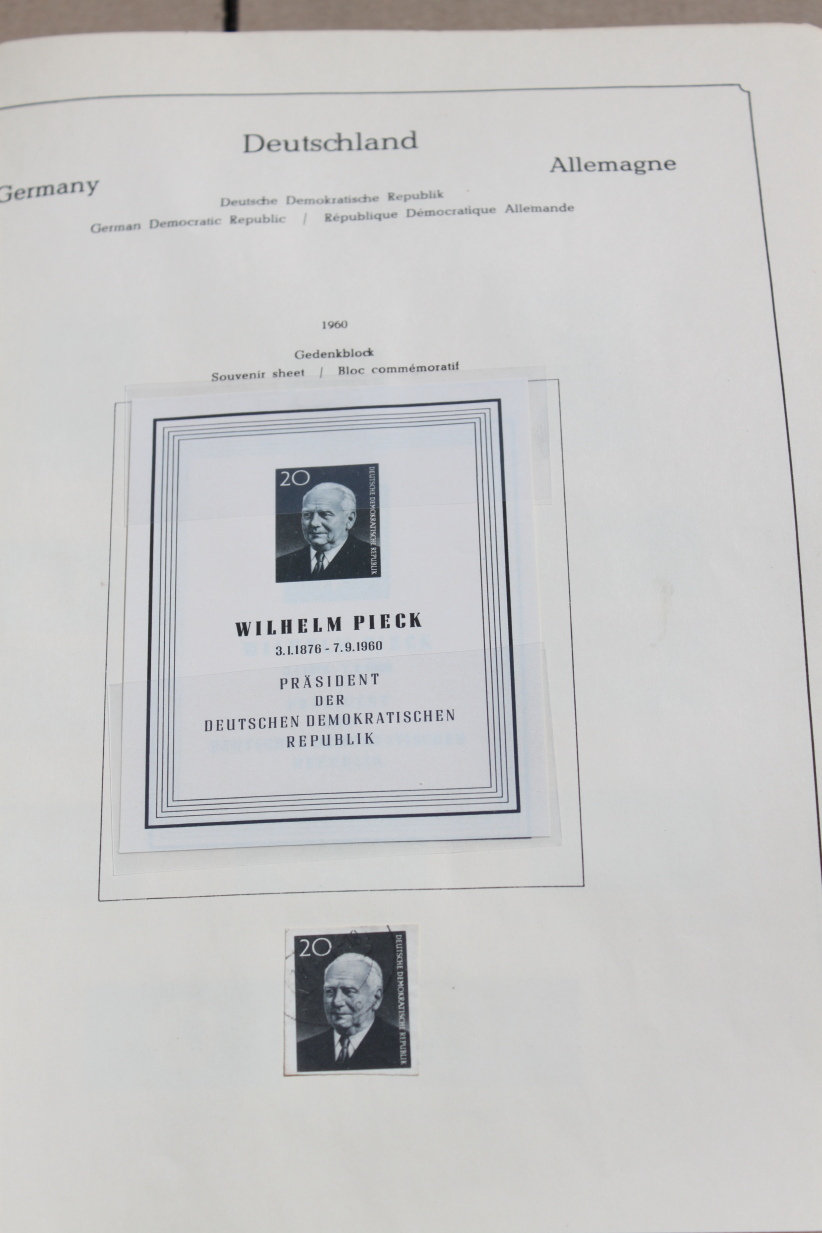 Deutschland
Germany
Allemagne
Deutsche Demokratische Republik
German Democratic Republic / République Démocratique Allemande
1960
Gedenkblock
Souvenir sheet / Bloc commémoratif
20
DEUTSCHE DEMOKRATISCHE REPUBLIK
WILHELM PIECK
3.1.1876 - 7.9.1960
PRÄSIDENT
DER
DEUTSCHEN DEMOKRATISCHEN
REPUBLIK
20
DEUTSCHE DEMOKRATISCHE REPUBLIK